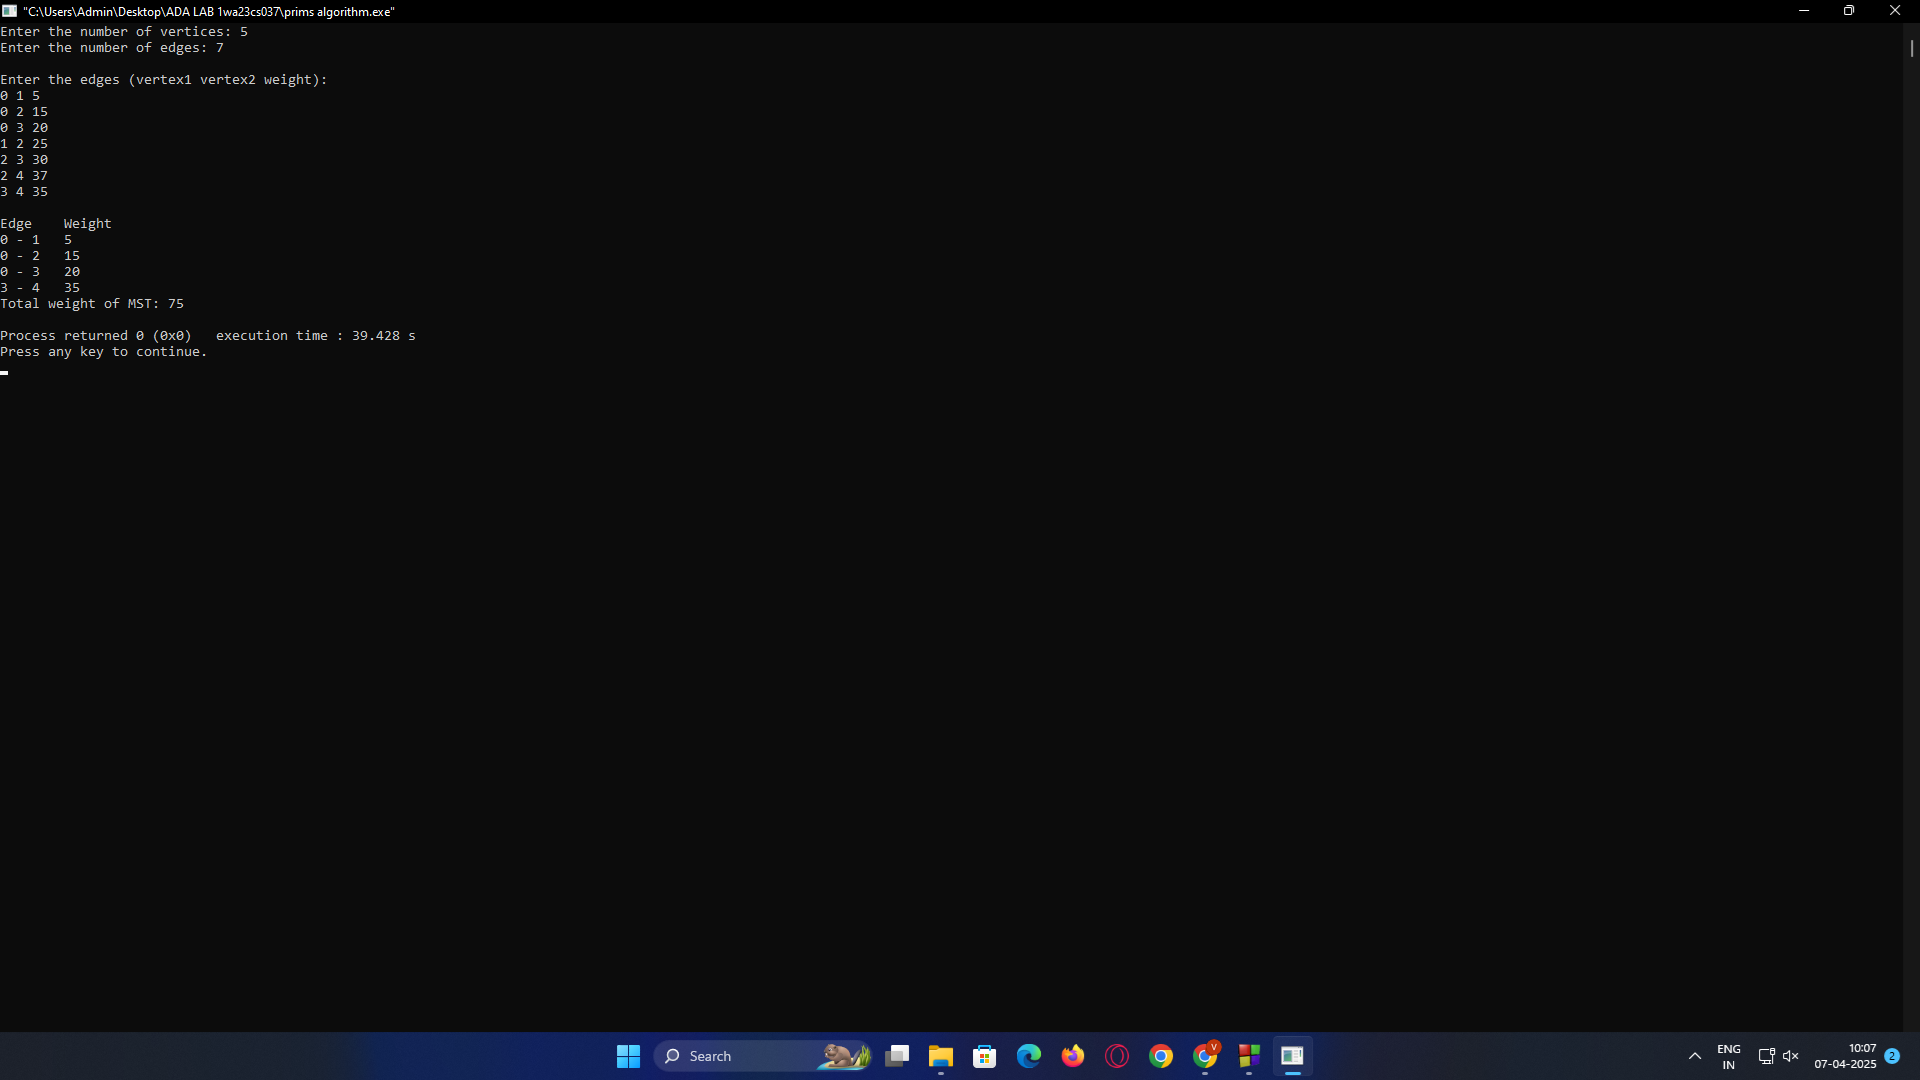 "C:\Users\Admin\Desktop\ADA LAB 1wa23cs037\prims algorithm.exe"
Enter the number of vertices: 5
Enter the number of edges: 7
Enter the edges (vertex1 vertex2 weight):
0 1 5
0 2 15
0 3 20
1 2 25
2 3 30
2 4 37
3 4 35
Edge    Weight
0 - 1   5
0 - 2   15
0 - 3   20
3 - 4   35
Total weight of MST: 75
Process returned 0 (0x0)   execution time : 39.428 s
Press any key to continue.
Search
V
ENG
IN
10:07
07-04-2025
2